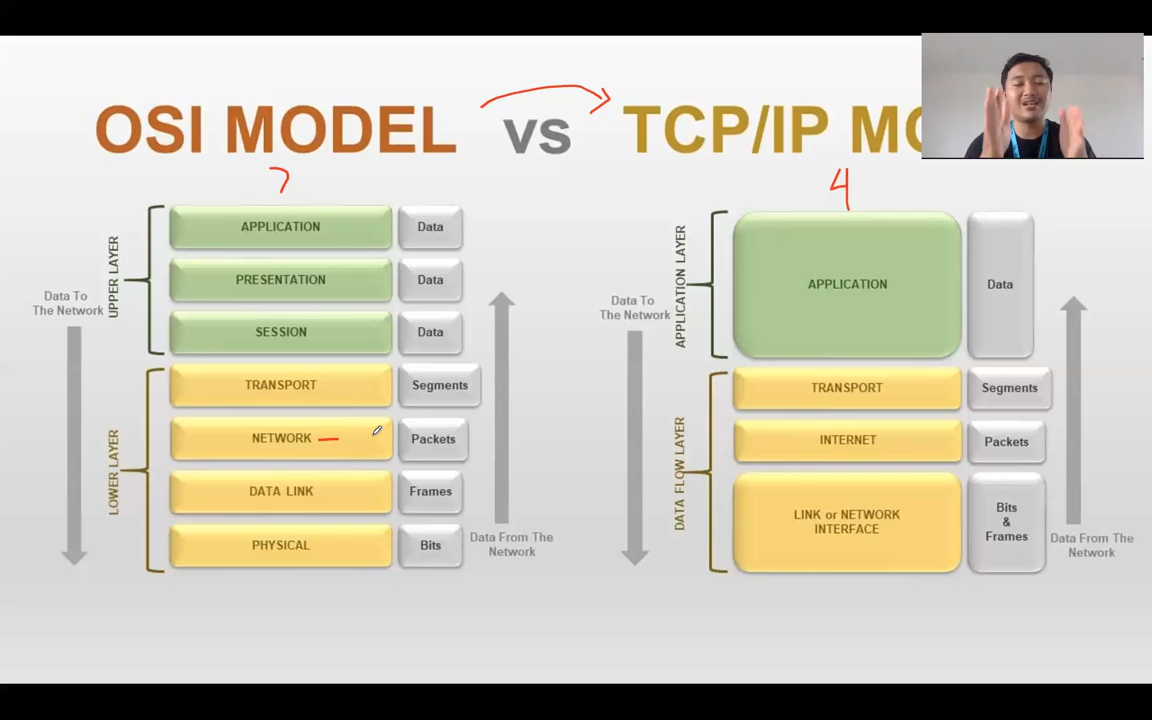 OSI MODEL vs TCP/IP MO
7
4
UPPER LAYER
APPLICATION Data
PRESENTATION Data
SESSION Data
LOWER LAYER
TRANSPORT Segments
NETWORK Packets
DATA LINK Frames
PHYSICAL Bits
Data To
The Network
Data From The
Network
APPLICATION LAYER
APPLICATION Data
DATA FLOW LAYER
TRANSPORT Segments
INTERNET Packets
LINK or NETWORK
INTERFACE
Bits
&
Frames
Data To
The Network
Data From The
Network